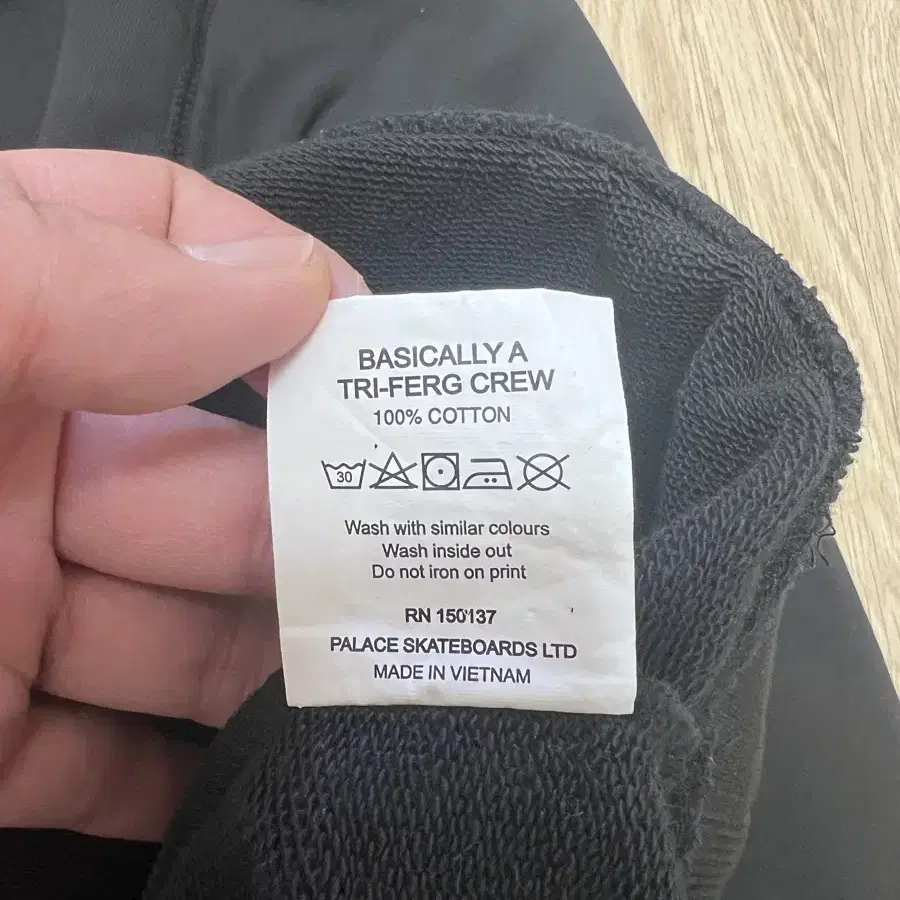 BASICALLY A
TRI-FERG CREW
100% COTTON
30
Wash with similar colours
Wash inside out
Do not iron on print
RN 150137
PALACE SKATEBOARDS LTD
MADE IN VIETNAM